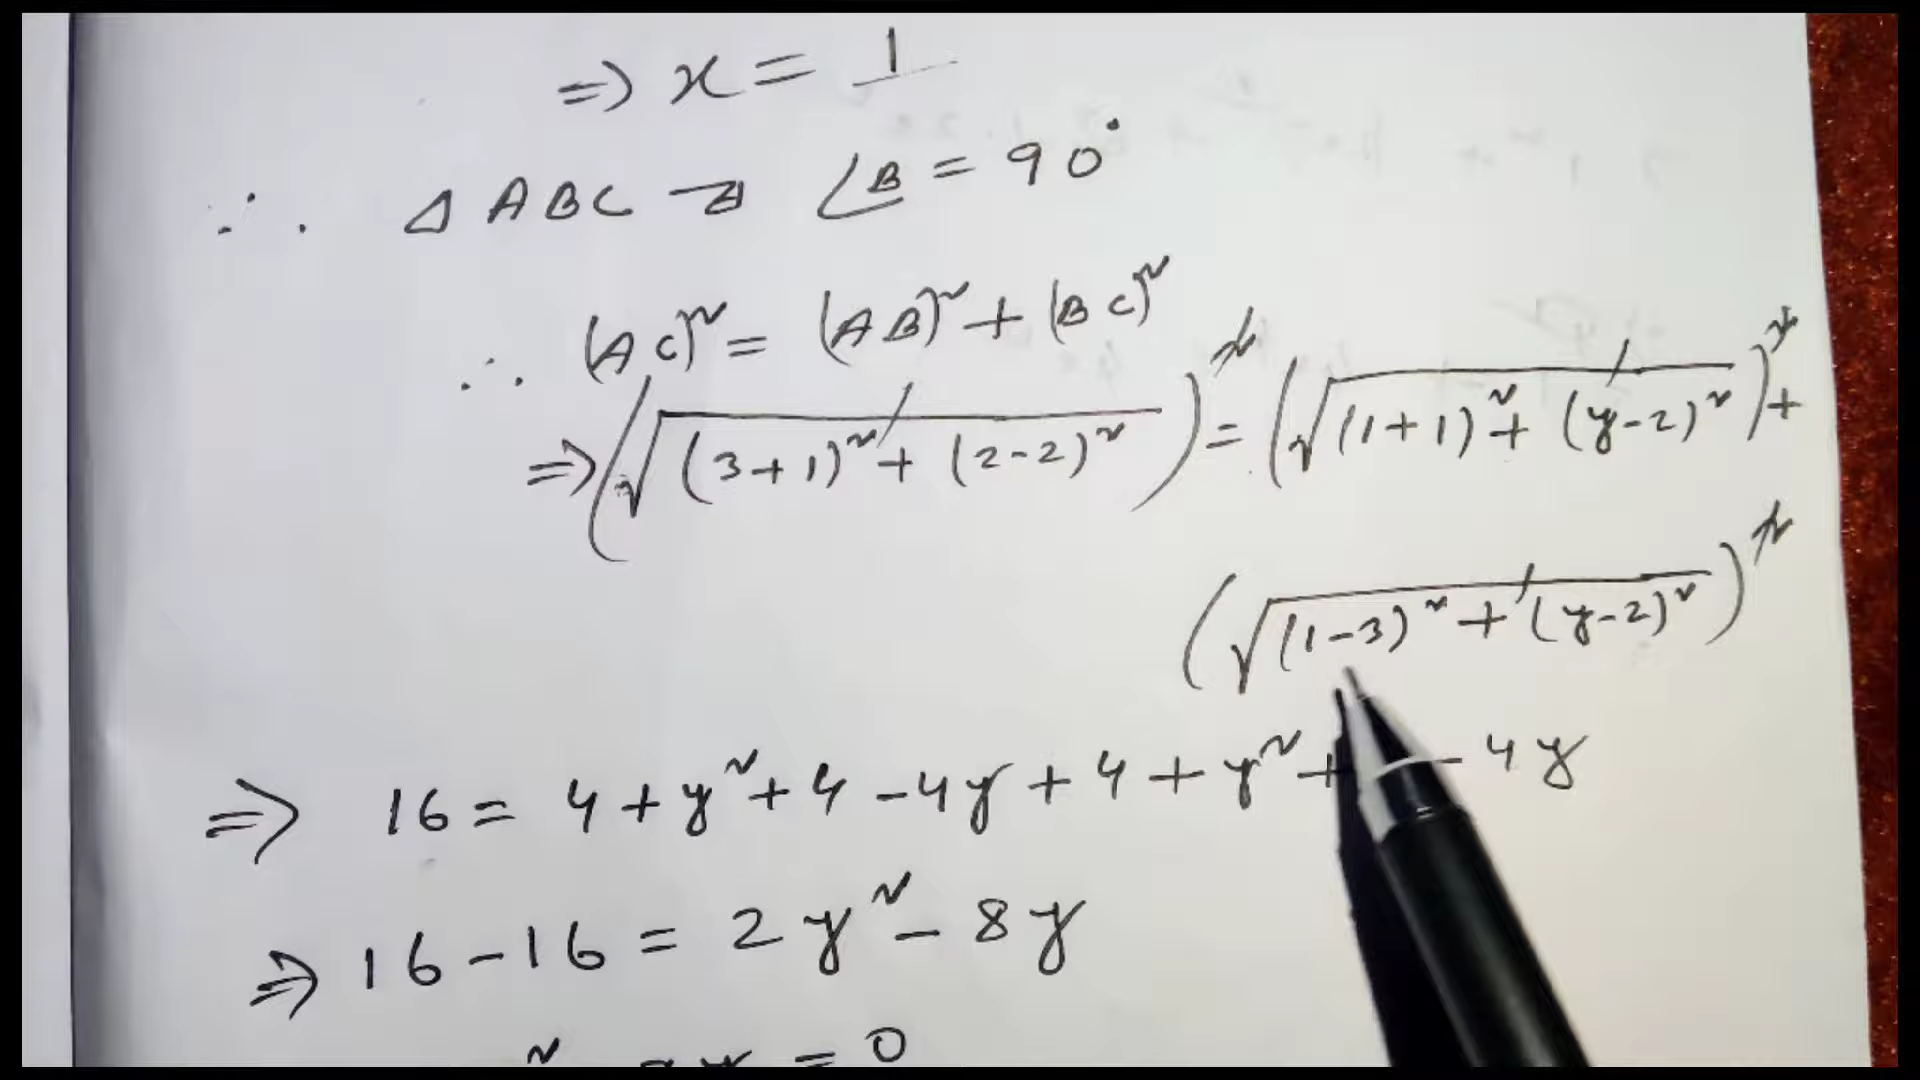 ⇒ x = 1
∴ △ABC → ∠B = 90°
∴ (AC)² = (AB)² + (BC)²
⇒ (√(3+1)² + (2-2)²)² = (√(1+1)² + (y-2)²)² +
(√(1-3)² + (y-2)²)²
⇒ 16 = 4 + y² + 4 - 4y + 4 + y² + - 4y
⇒ 16 - 16 = 2y² - 8y
= 0